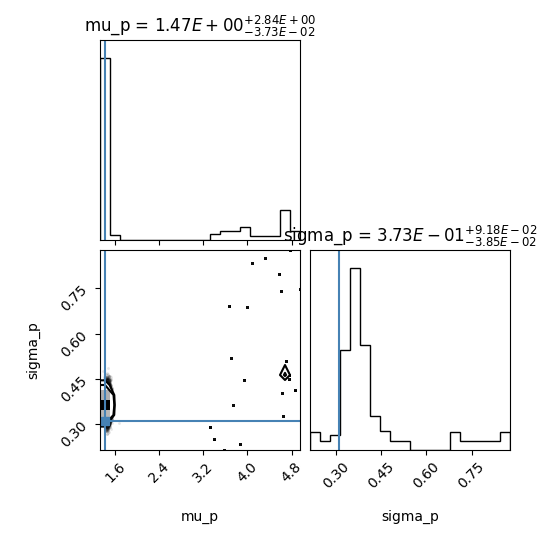 mu_p = 1.47E + 00+2.84E + 00 −3.73E − 02
sigma_p = 3.73E − 01+9.18E − 02 −3.85E − 02
sigma_p
0.75
0.60
0.45
0.30
1.6 2.4 3.2 4.0 4.8
0.30 0.45 0.60 0.75
mu_p
sigma_p